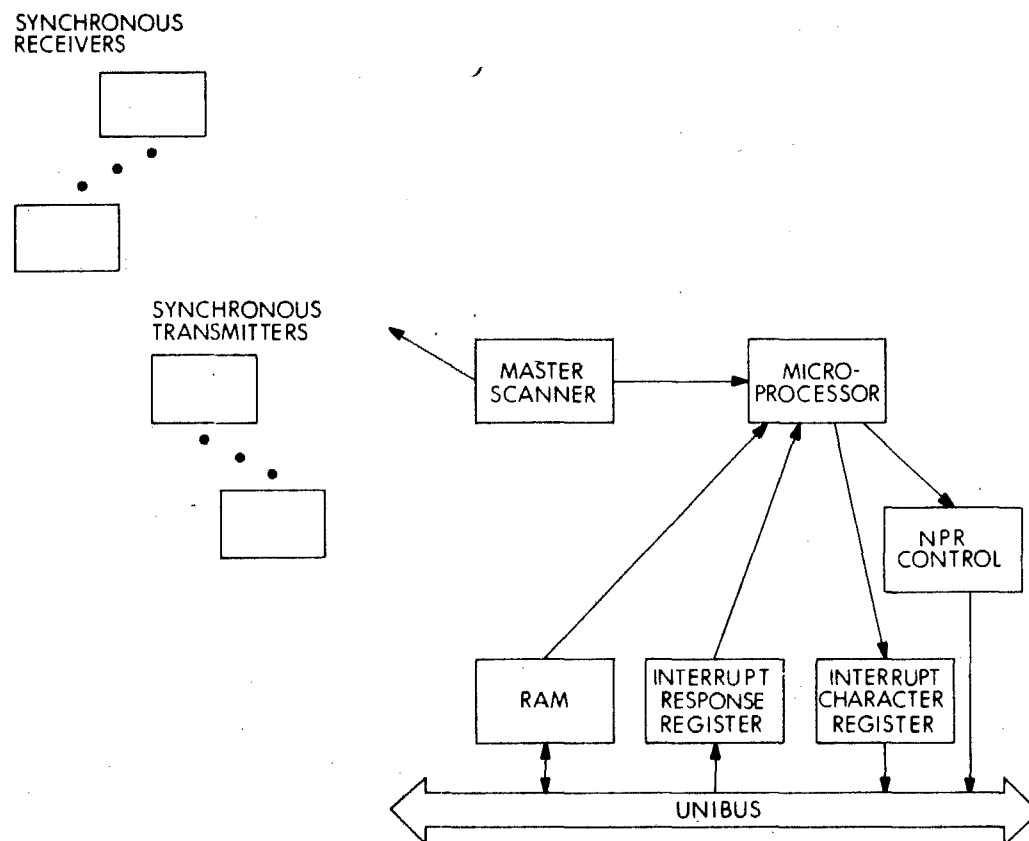 SYNCHRONOUS
RECEIVERS
SYNCHRONOUS
TRANSMITTERS
MASTER
SCANNER
MICRO-
PROCESSOR
NPR
CONTROL
RAM
INTERRUPT
RESPONSE
REGISTER
INTERRUPT
CHARACTER
REGISTER
UNIBUS